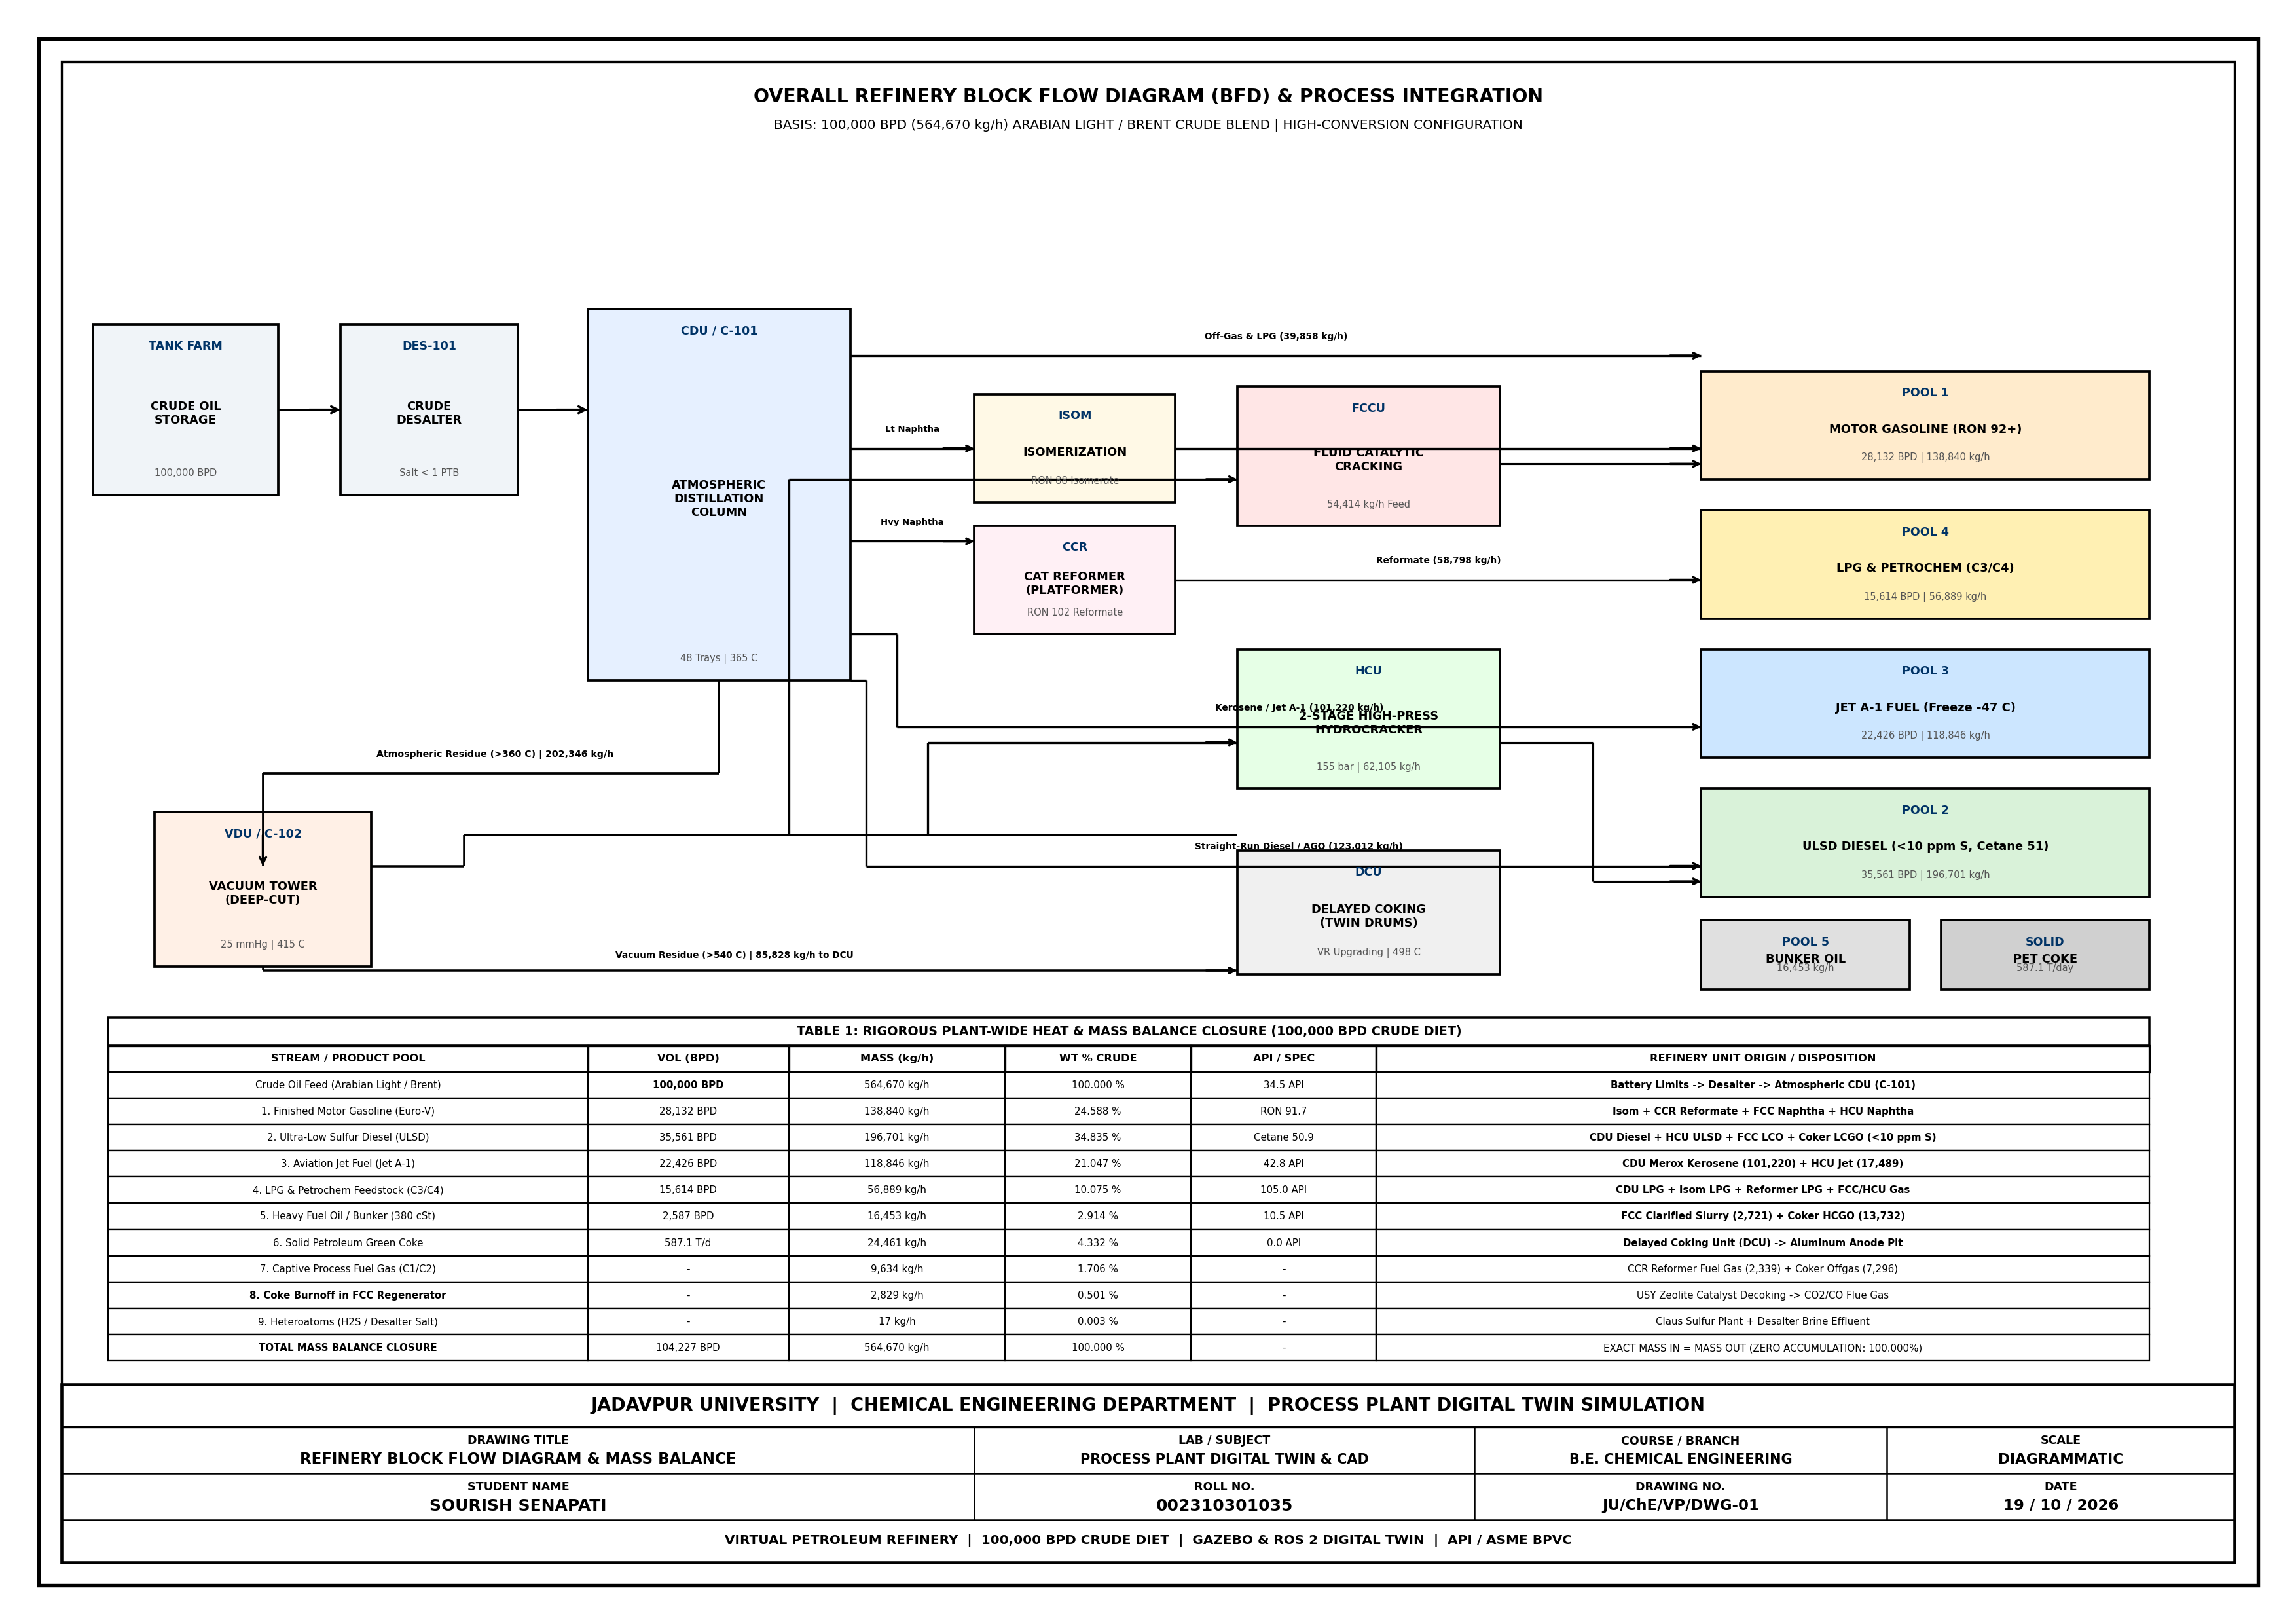 OVERALL REFINERY BLOCK FLOW DIAGRAM (BFD) & PROCESS INTEGRATION
BASIS: 100,000 BPD (564,670 kg/h) ARABIAN LIGHT / BRENT CRUDE BLEND | HIGH-CONVERSION CONFIGURATION
TANK FARM
CRUDE OIL
STORAGE
100,000 BPD
DES-101
CRUDE
DESALTER
Salt < 1 PTB
CDU / C-101
ATMOSPHERIC
DISTILLATION
COLUMN
48 Trays | 365 C
Off-Gas & LPG (39,858 kg/h)
Lt Naphtha
ISOM
ISOMERIZATION
RON 88 Isomerate
FCCU
FLUID CATALYTIC
CRACKING
54,414 kg/h Feed
Hvy Naphtha
CCR
CAT REFORMER
(PLATFORMER)
RON 102 Reformate
Reformate (58,798 kg/h)
HCU
Kerosene / Jet A-1 (101,220 kg/h)
2-STAGE HIGH-PRESS
HYDROCRACKER
155 bar | 62,105 kg/h
Atmospheric Residue (>360 C) | 202,346 kg/h
VDU / C-102
VACUUM TOWER
(DEEP-CUT)
25 mmHg | 415 C
Straight-Run Diesel / AGO (123,012 kg/h)
DCU
DELAYED COKING
(TWIN DRUMS)
VR Upgrading | 498 C
Vacuum Residue (>540 C) | 85,828 kg/h to DCU
POOL 1
MOTOR GASOLINE (RON 92+)
28,132 BPD | 138,840 kg/h
POOL 4
LPG & PETROCHEM (C3/C4)
15,614 BPD | 56,889 kg/h
POOL 3
JET A-1 FUEL (Freeze -47 C)
22,426 BPD | 118,846 kg/h
POOL 2
ULSD DIESEL (<10 ppm S, Cetane 51)
35,561 BPD | 196,701 kg/h
POOL 5
BUNKER OIL
16,453 kg/h
SOLID
PET COKE
587.1 T/day
TABLE 1: RIGOROUS PLANT-WIDE HEAT & MASS BALANCE CLOSURE (100,000 BPD CRUDE DIET)
STREAM / PRODUCT POOL VOL (BPD) MASS (kg/h) WT % CRUDE API / SPEC REFINERY UNIT ORIGIN / DISPOSITION
Crude Oil Feed (Arabian Light / Brent) 100,000 BPD 564,670 kg/h 100.000 % 34.5 API Battery Limits -> Desalter -> Atmospheric CDU (C-101)
1. Finished Motor Gasoline (Euro-V) 28,132 BPD 138,840 kg/h 24.588 % RON 91.7 Isom + CCR Reformate + FCC Naphtha + HCU Naphtha
2. Ultra-Low Sulfur Diesel (ULSD) 35,561 BPD 196,701 kg/h 34.835 % Cetane 50.9 CDU Diesel + HCU ULSD + FCC LCO + Coker LCGO (<10 ppm S)
3. Aviation Jet Fuel (Jet A-1) 22,426 BPD 118,846 kg/h 21.047 % 42.8 API CDU Merox Kerosene (101,220) + HCU Jet (17,489)
4. LPG & Petrochem Feedstock (C3/C4) 15,614 BPD 56,889 kg/h 10.075 % 105.0 API CDU LPG + Isom LPG + Reformer LPG + FCC/HCU Gas
5. Heavy Fuel Oil / Bunker (380 cSt) 2,587 BPD 16,453 kg/h 2.914 % 10.5 API FCC Clarified Slurry (2,721) + Coker HCGO (13,732)
6. Solid Petroleum Green Coke 587.1 T/d 24,461 kg/h 4.332 % 0.0 API Delayed Coking Unit (DCU) -> Aluminum Anode Pit
7. Captive Process Fuel Gas (C1/C2) - 9,634 kg/h 1.706 % - CCR Reformer Fuel Gas (2,339) + Coker Offgas (7,296)
8. Coke Burnoff in FCC Regenerator - 2,829 kg/h 0.501 % - USY Zeolite Catalyst Decoking -> CO2/CO Flue Gas
9. Heteroatoms (H2S / Desalter Salt) - 17 kg/h 0.003 % - Claus Sulfur Plant + Desalter Brine Effluent
TOTAL MASS BALANCE CLOSURE 104,227 BPD 564,670 kg/h 100.000 % - EXACT MASS IN = MASS OUT (ZERO ACCUMULATION: 100.000%)
JADAVPUR UNIVERSITY | CHEMICAL ENGINEERING DEPARTMENT | PROCESS PLANT DIGITAL TWIN SIMULATION
DRAWING TITLE LAB / SUBJECT COURSE / BRANCH SCALE
REFINERY BLOCK FLOW DIAGRAM & MASS BALANCE PROCESS PLANT DIGITAL TWIN & CAD B.E. CHEMICAL ENGINEERING DIAGRAMMATIC
STUDENT NAME ROLL NO. DRAWING NO. DATE
SOURISH SENAPATI 002310301035 JU/ChE/VP/DWG-01 19 / 10 / 2026
VIRTUAL PETROLEUM REFINERY | 100,000 BPD CRUDE DIET | GAZEBO & ROS 2 DIGITAL TWIN | API / ASME BPVC